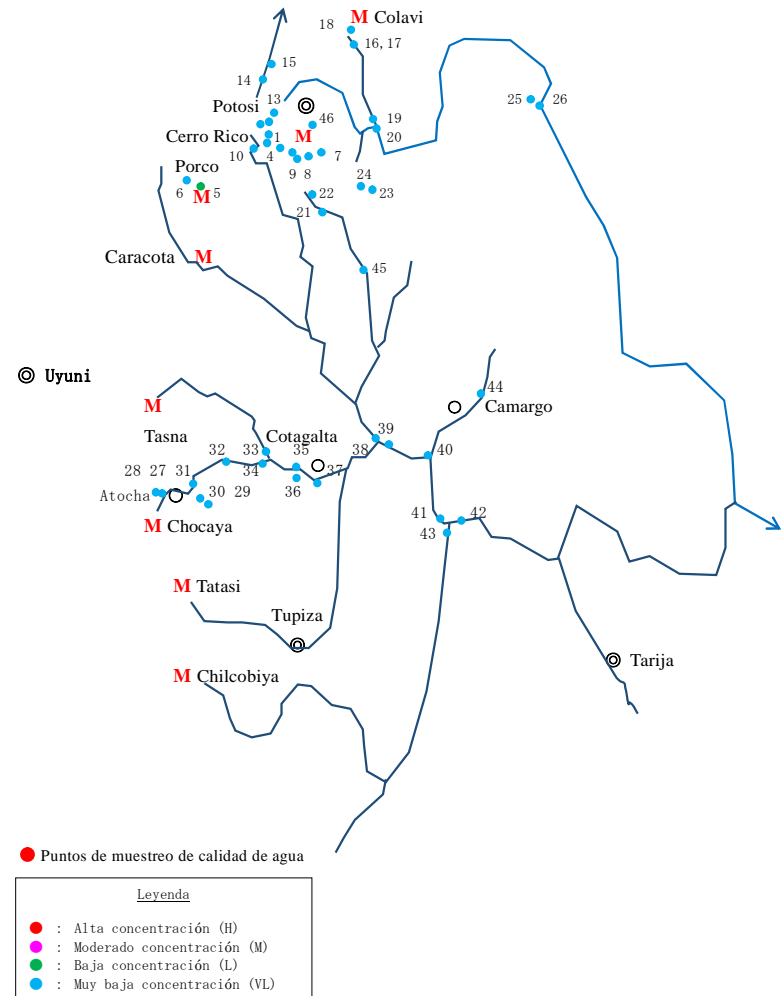 18 M Colavi
16,17
15
14
13
Potosi
46
19
20
25 26
Cerro Rico 1 M
10 4 9 8 7
Porco
6 5
M
24 23
22
21
Caracota M
45
Uyuni
44
Camargo
M
Tasna
Cotagalta
39
38
40
32 33 35
34
37
28 27 31
36
Atocha 30 29
M Chocaya
41 42
43
M Tatasi
Tupiza
Tarija
M Chilcobiya
Puntos de muestreo de calidad de agua
Leyenda
: Alta concentración (H)
: Moderado concentración (M)
: Baja concentración (L)
: Muy baja concentración (VL)